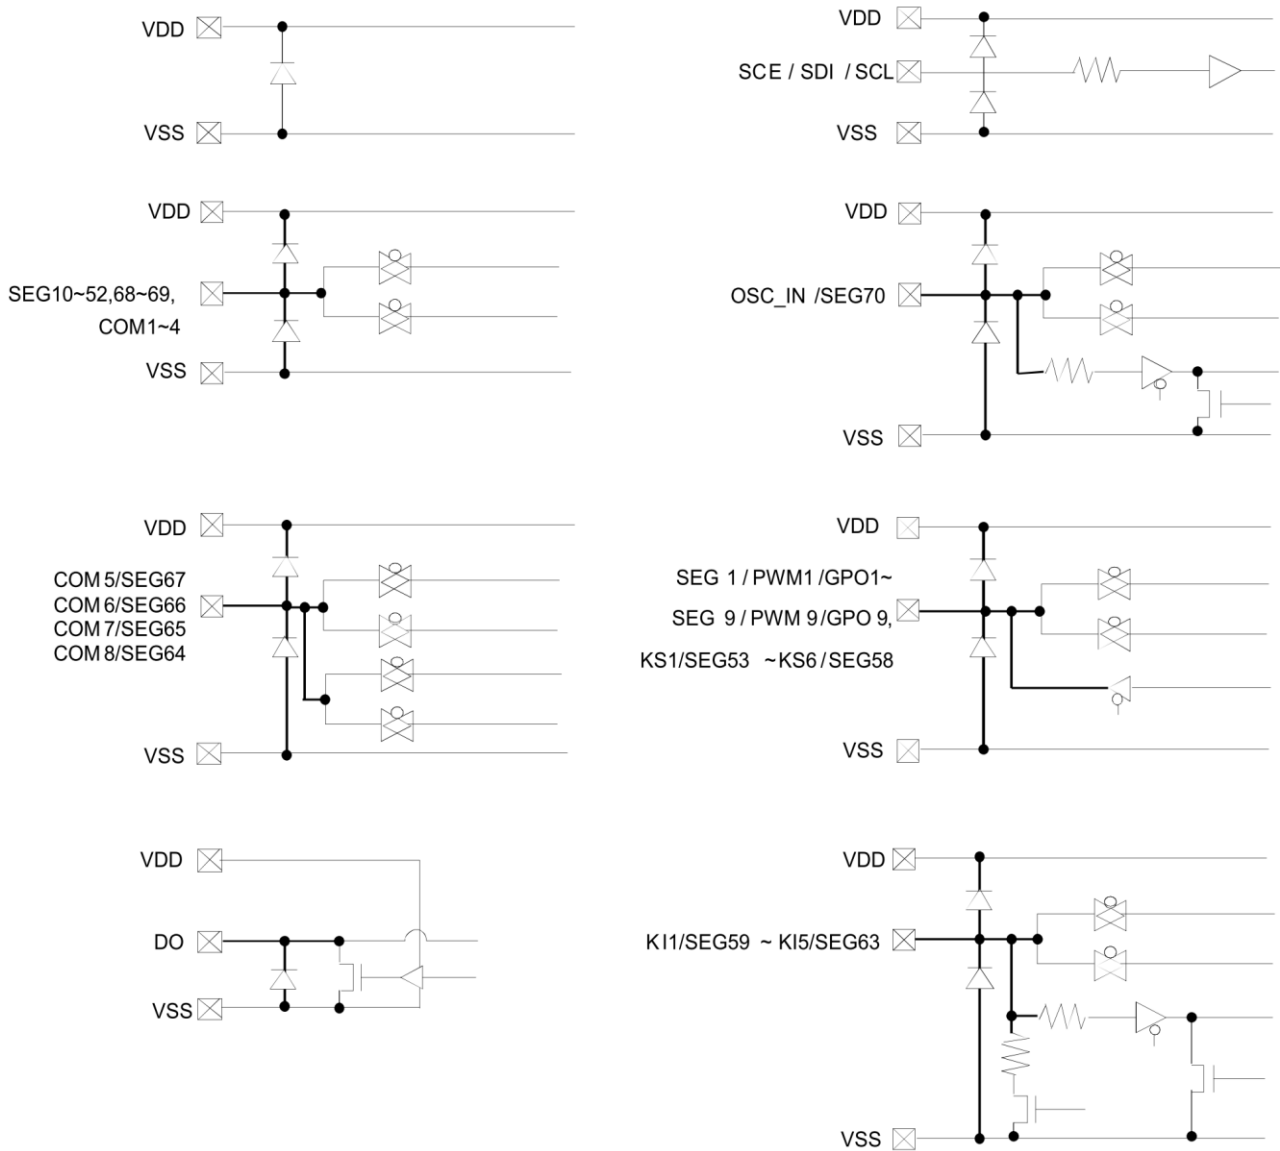 VDD
VSS
VDD
SCE / SDI / SCL
VSS
VDD
SEG10~52,68~69,
COM1~4
VSS
VDD
OSC_IN /SEG70
VSS
VDD
COM 5/SEG67
COM 6/SEG66
COM 7/SEG65
COM 8/SEG64
VSS
VDD
SEG 1 / PWM1 /GPO1~
SEG 9 / PWM 9 /GPO 9,
KS1/SEG53 ~KS6 / SEG58
VSS
VDD
DO
VSS
VDD
KI1/SEG59 ~ KI5/SEG63
VSS